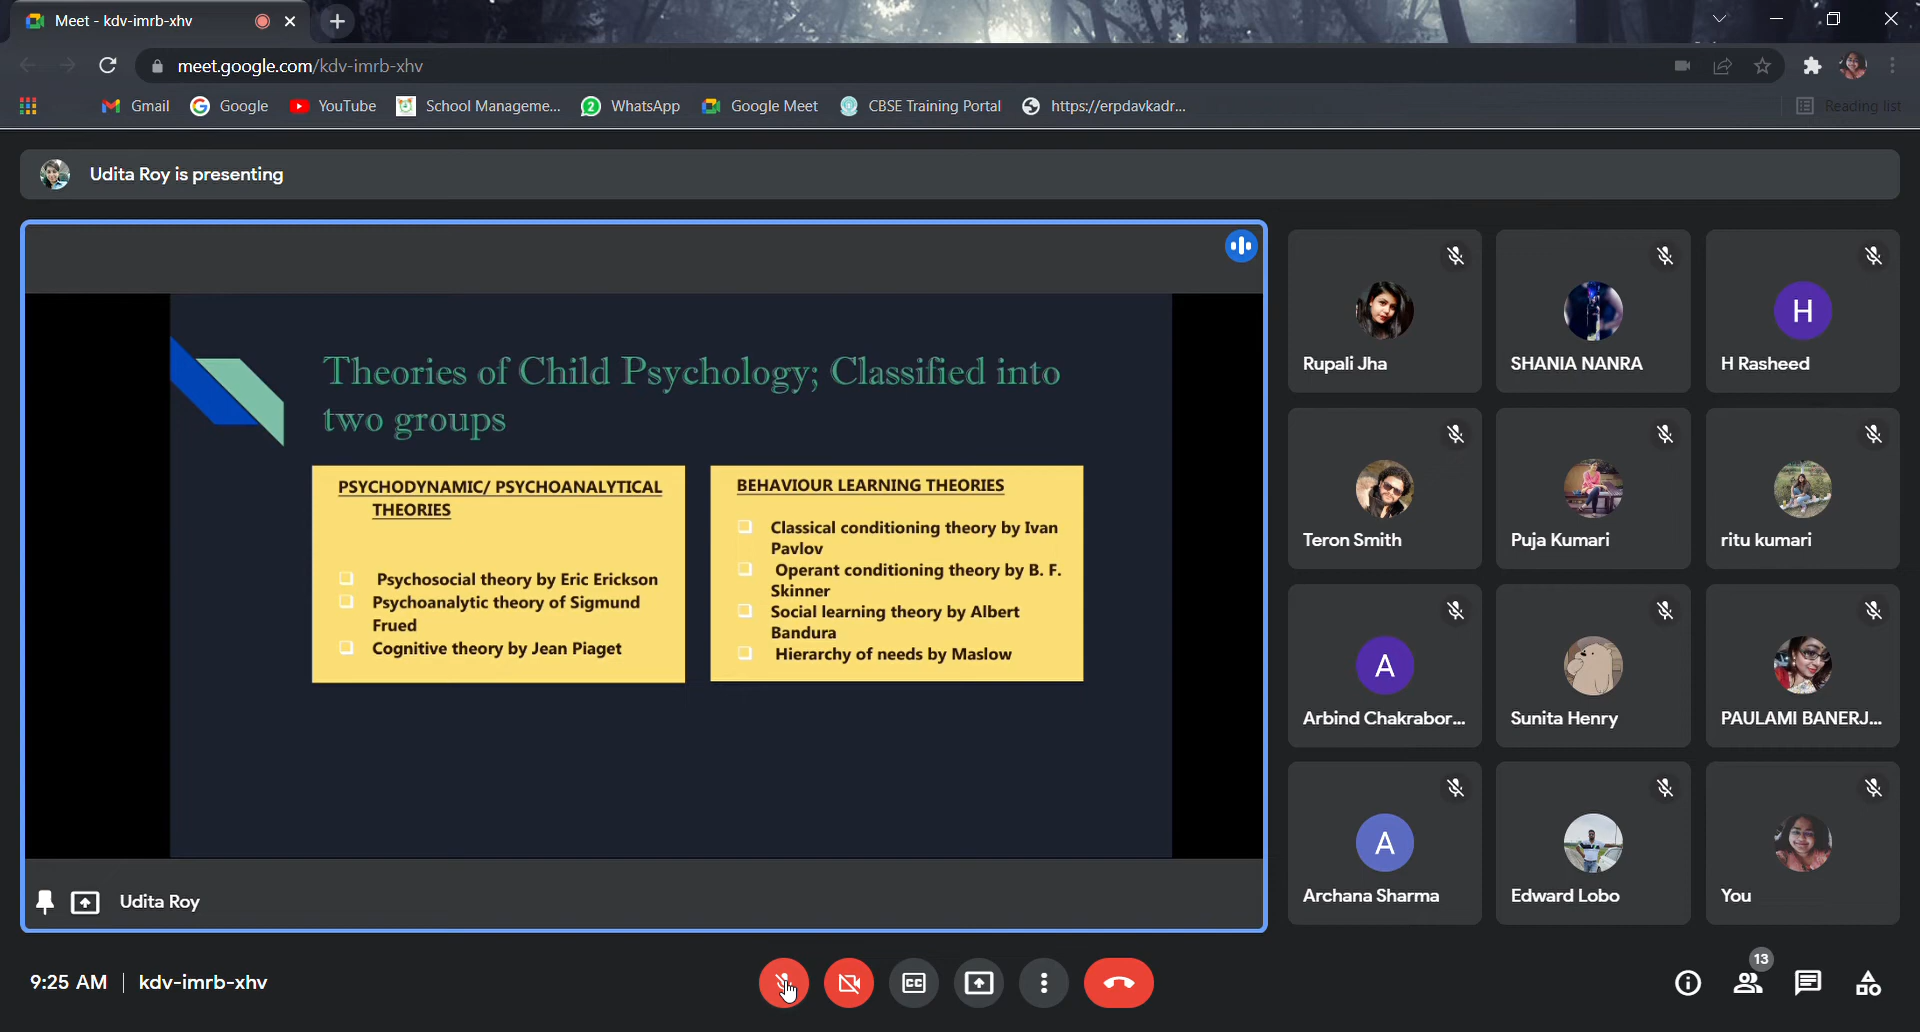 Meet - kdv-imrb-xhv
meet.google.com/kdv-imrb-xhv
Gmail
Google
YouTube
School Manageme...
2
WhatsApp
Google Meet
CBSE Training Portal
https://erpdavkadr...
Reading list
Udita Roy is presenting
Theories of Child Psychology; Classified into
two groups
PSYCHODYNAMIC/ PSYCHOANALYTICAL
THEORIES
Psychosocial theory by Eric Erickson
Psychoanalytic theory of Sigmund
Frued
Cognitive theory by Jean Piaget
BEHAVIOUR LEARNING THEORIES
Classical conditioning theory by Ivan
Pavlov
Operant conditioning theory by B. F.
Skinner
Social learning theory by Albert
Bandura
Hierarchy of needs by Maslow
Udita Roy
H
Rupali Jha
SHANIA NANRA
H Rasheed
Teron Smith
Puja Kumari
ritu kumari
A
Arbind Chakrabor...
Sunita Henry
PAULAMI BANERJ...
A
Archana Sharma
Edward Lobo
You
9:25 AM
kdv-imrb-xhv
CC
13